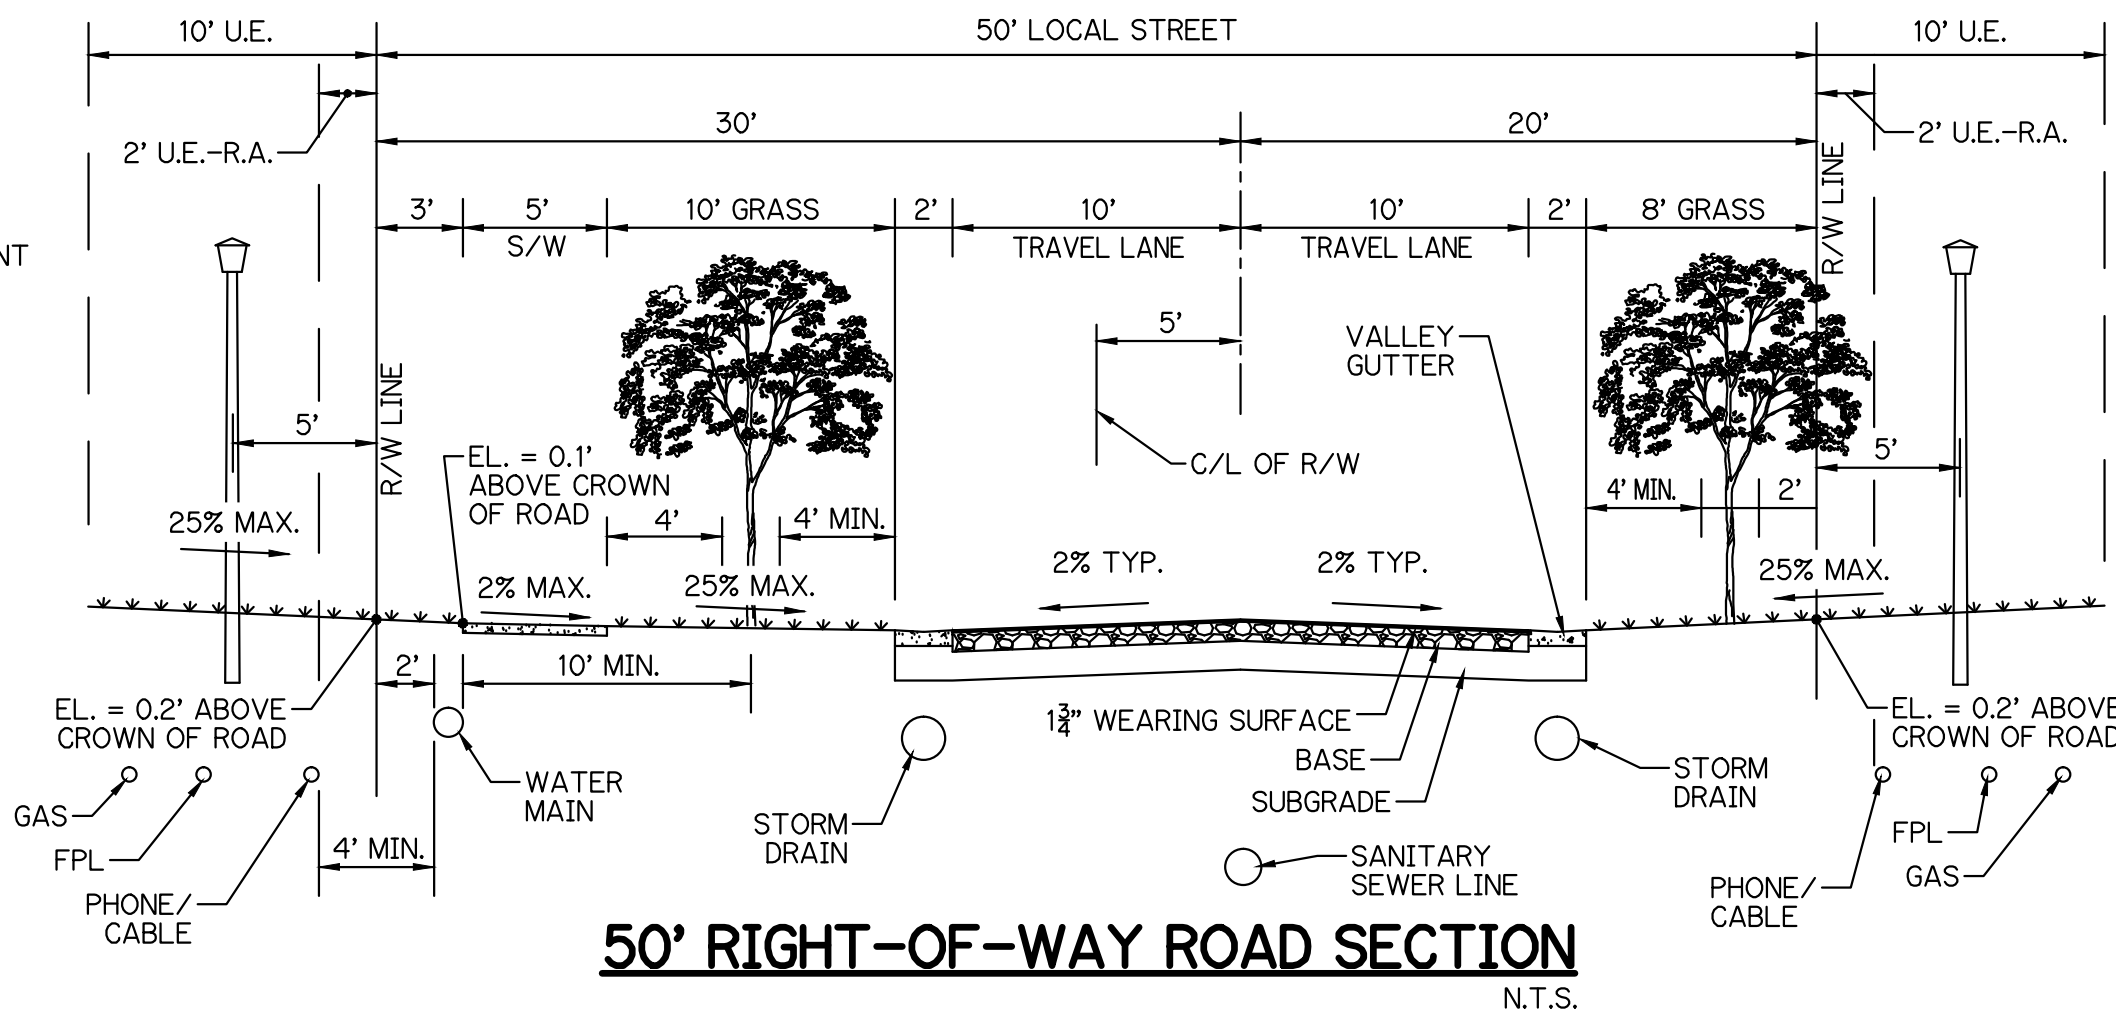 10' U.E.
50' LOCAL STREET
10' U.E.
2' U.E.-R.A.
30'
20'
2' U.E.-R.A.
R/W LINE
3'
5'
S/W
10' GRASS
2'
10'
TRAVEL LANE
10'
TRAVEL LANE
2'
8' GRASS
NT
5'
VALLEY
GUTTER
C/L OF R/W
5'
R/W LINE
EL. = 0.1'
ABOVE CROWN
OF ROAD
5'
4' MIN.
2'
25% MAX.
4'
4' MIN.
2% MAX.
25% MAX.
2% TYP.
2% TYP.
25% MAX.
2'
10' MIN.
EL. = 0.2' ABOVE
CROWN OF ROAD
1 3/4" WEARING SURFACE
BASE
SUBGRADE
EL. = 0.2' ABOVE
CROWN OF ROAD
GAS
FPL
PHONE/
CABLE
4' MIN.
WATER
MAIN
STORM
DRAIN
STORM
DRAIN
SANITARY
SEWER LINE
FPL
GAS
PHONE/
CABLE
50' RIGHT-OF-WAY ROAD SECTION
N.T.S.